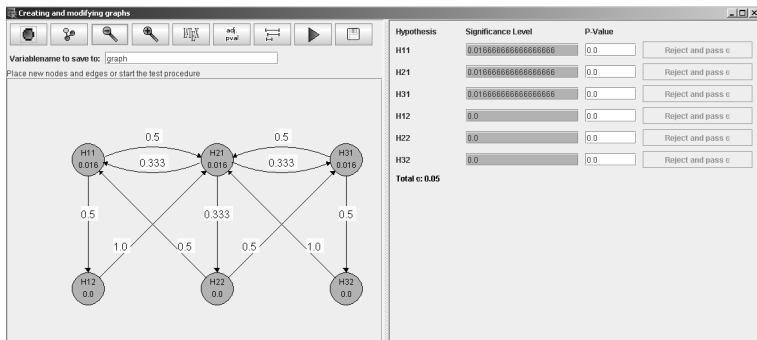 Creating and modifying graphs
LATEX
adj. pval
Variablename to save to: graph
Place new nodes and edges or start the test procedure
H11
0.016
H21
0.016
H31
0.016
0.5
0.5
0.333
0.333
0.5
0.333
0.5
1.0
0.5
0.5
1.0
H12
0.0
H22
0.0
H32
0.0
Hypothesis Significance Level P-Value
H11 0.016666666666666666 0.0 Reject and pass α
H21 0.016666666666666666 0.0 Reject and pass α
H31 0.016666666666666666 0.0 Reject and pass α
H12 0.0 0.0 Reject and pass α
H22 0.0 0.0 Reject and pass α
H32 0.0 0.0 Reject and pass α
Total α: 0.05